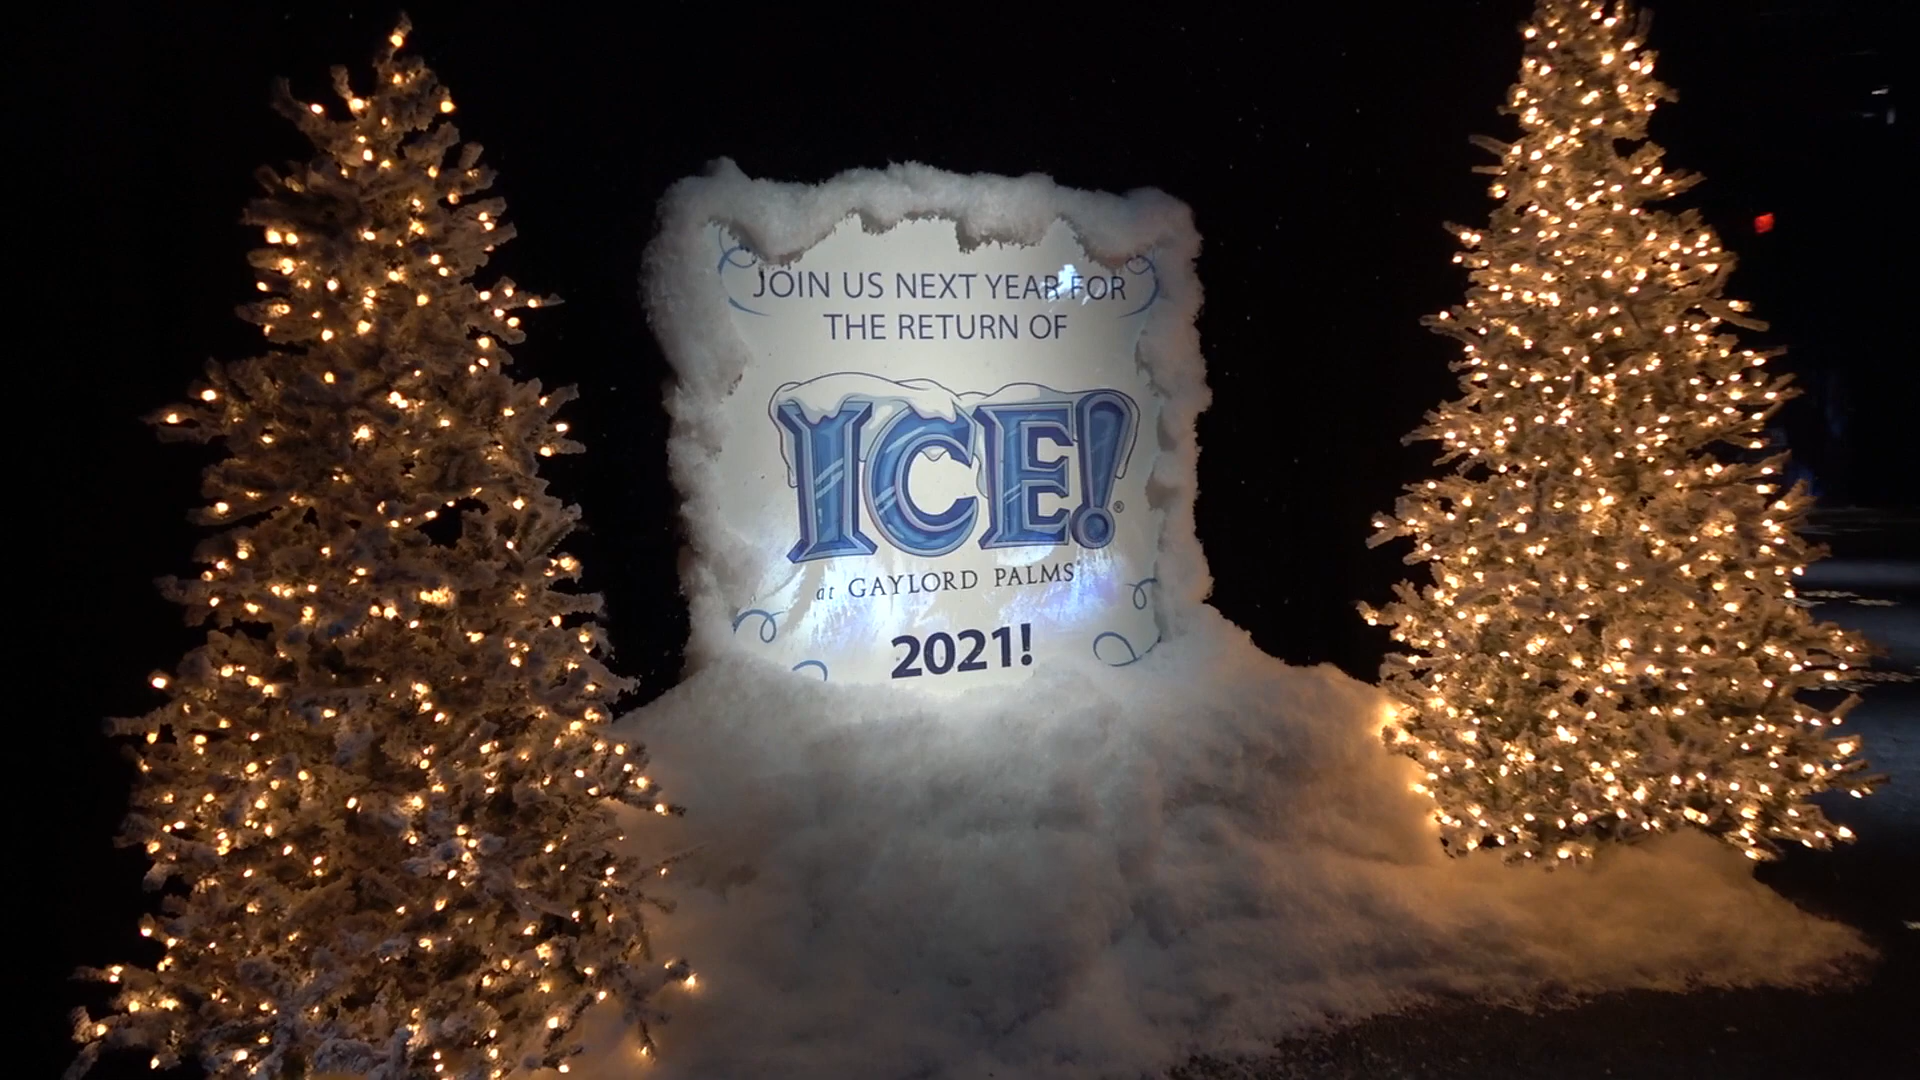 JOIN US NEXT YEAR FOR
THE RETURN OF
ICE!®
at GAYLORD PALMS®
2021!